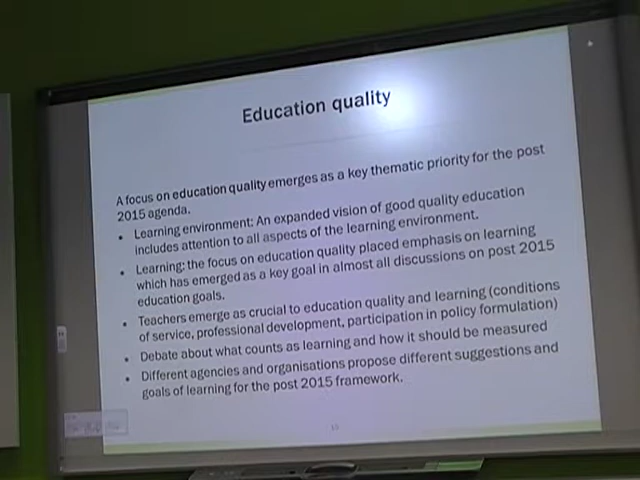 Education quality
A focus on education quality emerges as a key thematic priority for the post
2015 agenda.
• Learning environment: An expanded vision of good quality education
includes attention to all aspects of the learning environment.
• Learning: the focus on education quality placed emphasis on learning
which has emerged as a key goal in almost all discussions on post 2015
education goals.
• Teachers emerge as crucial to education quality and learning (conditions
of service, professional development, participation in policy formulation)
• Debate about what counts as learning and how it should be measured
• Different agencies and organisations propose different suggestions and
goals of learning for the post 2015 framework.